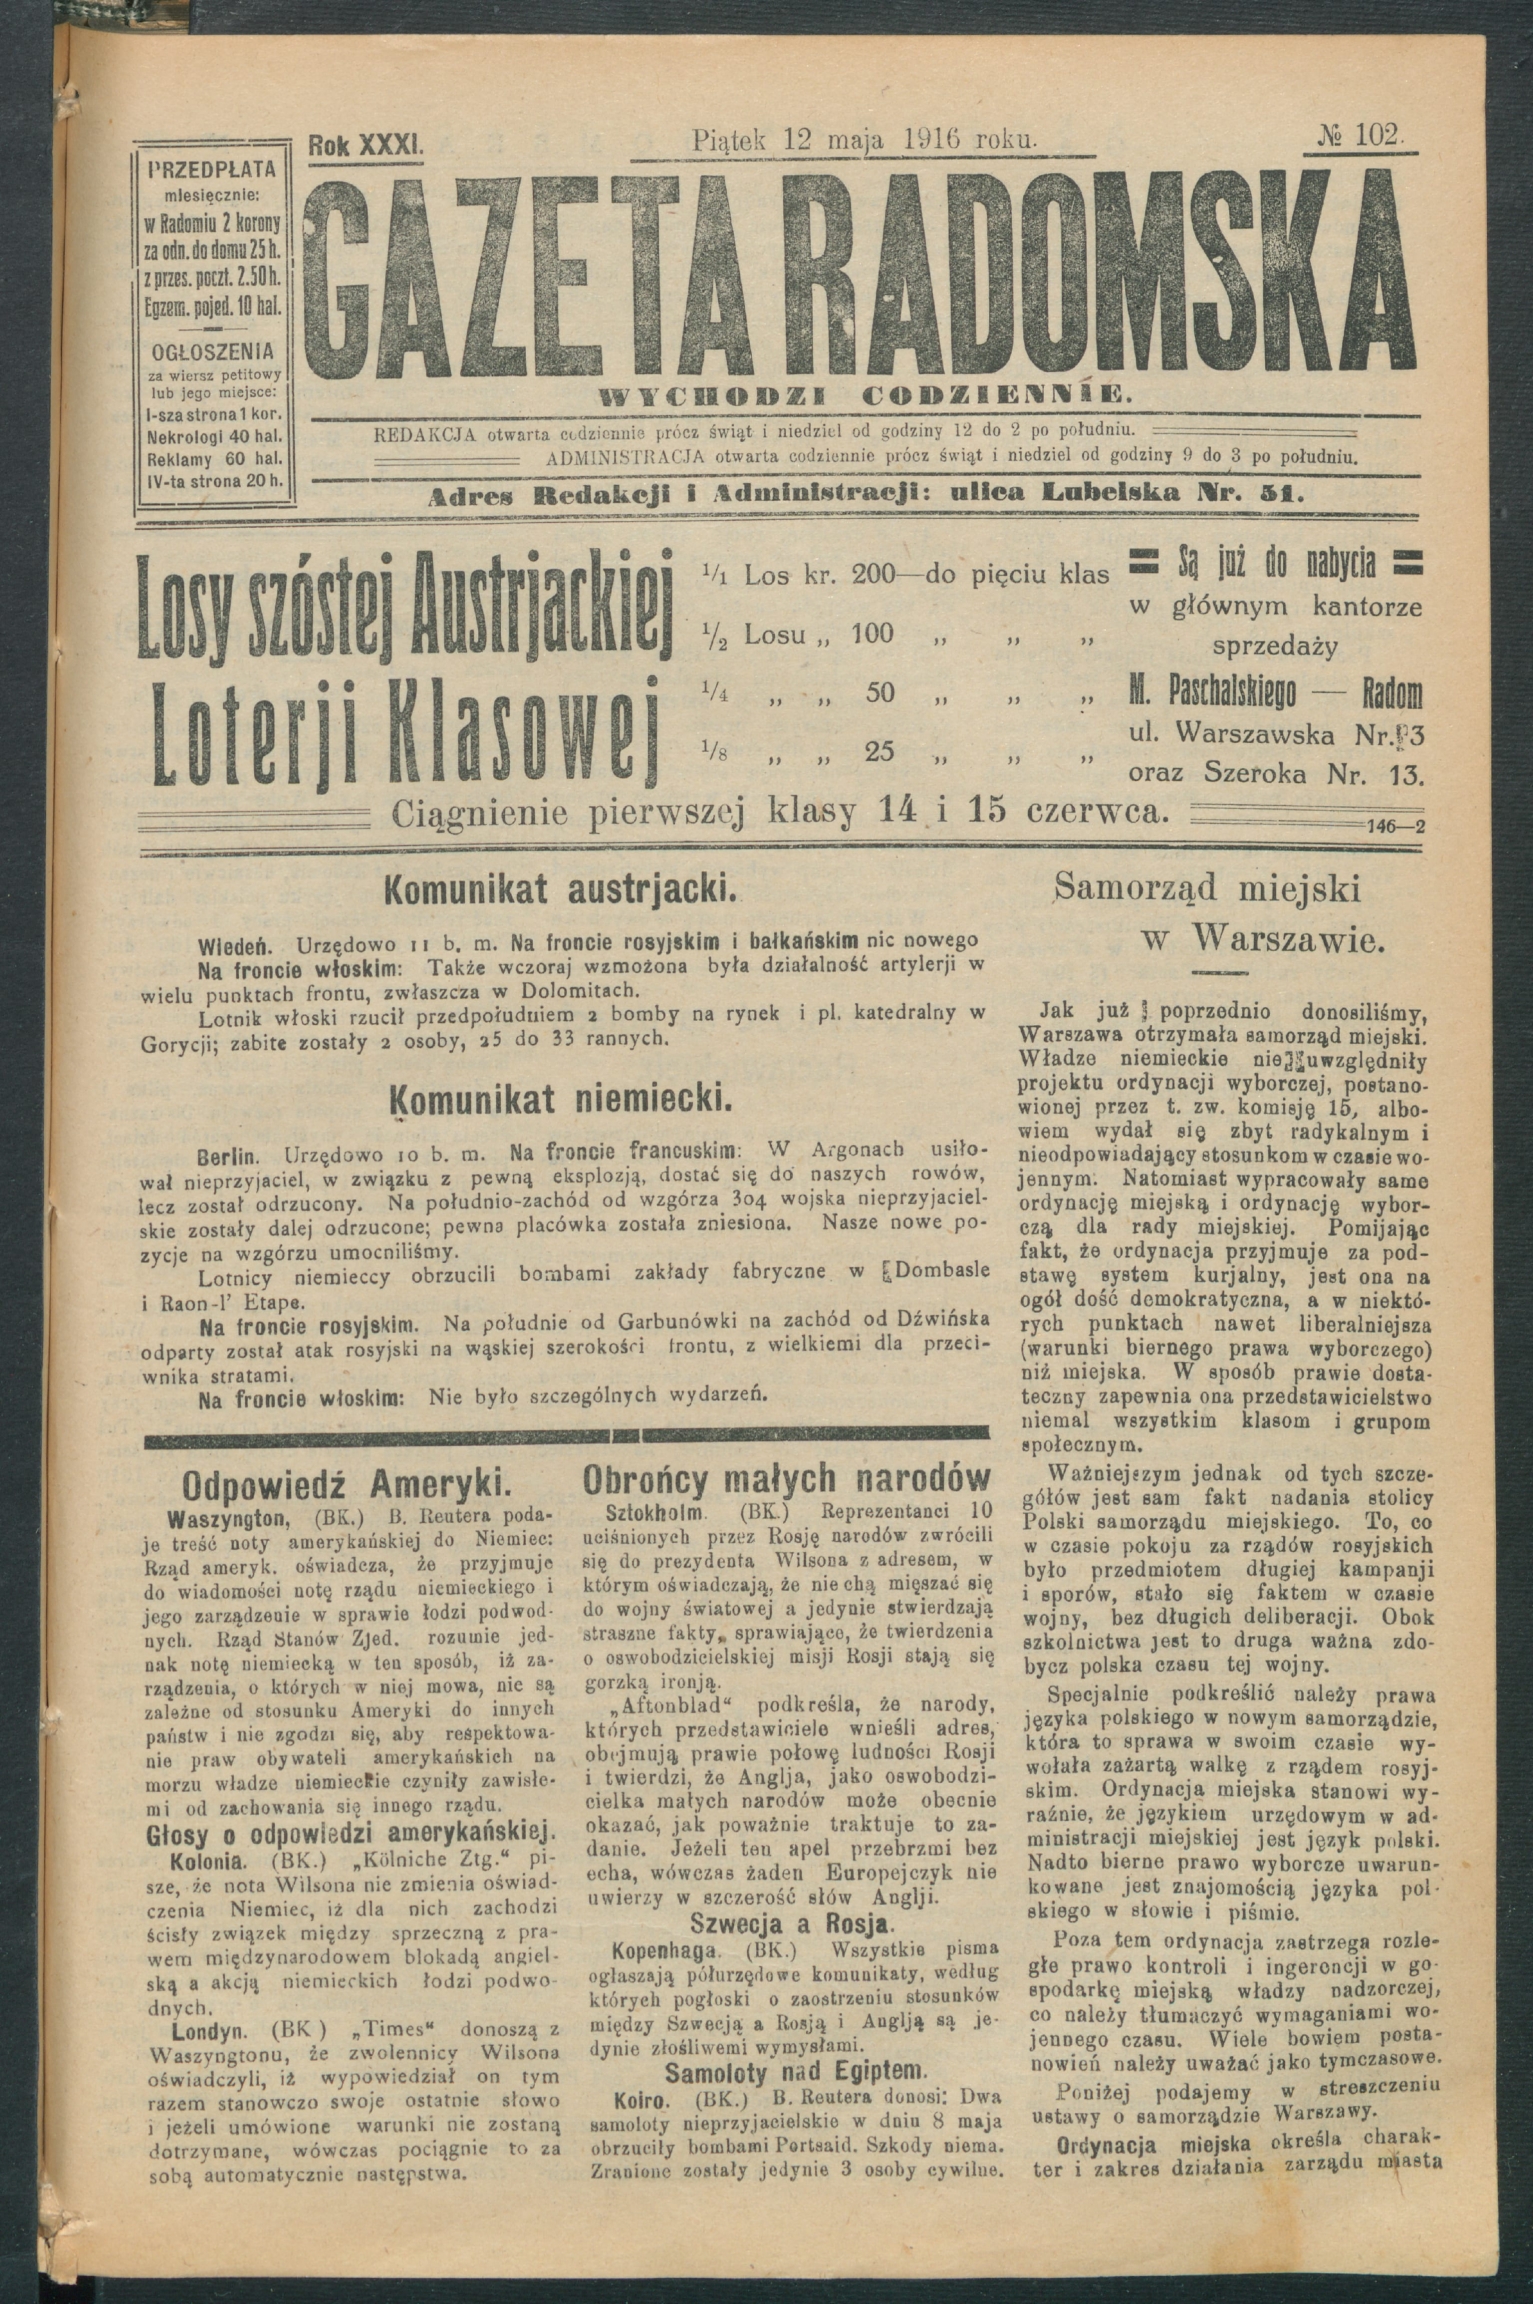 Rok XXXI.
Piątek 12 maja 1916 roku.
№ 102.
PRZEDPŁATA
miesięcznie:
w Radomiu 2 korony
za odn. do domu 25 h.
z przes. poczt. 2.50 h.
Egzem. pojed. 10 hal.
OGŁOSZENIA
za wiersz petitowy
lub jego miejsce:
I-sza strona 1 kor.
Nekrologi 40 hal.
Reklamy 60 hal.
IV-ta strona 20 h.
GAZETA RADOMSKA
WYCHODZI CODZIENNIE.
REDAKCJA otwarta codziennie prócz świąt i niedziel od godziny 12 do 2 po południu.
ADMINISTRACJA otwarta codziennie prócz świąt i niedziel od godziny 9 do 3 po południu.
Adres Redakcji i Administracji: ulica Lubelska Nr. 51.
Losy szóstej Austrjackiej
Loterji Klasowej
1/1 Los kr. 200—do pięciu klas
1/2 Losu „ 100 „ „ „
1/4 „ „ 50 „ „ „
1/8 „ „ 25 „ „ „
Są już do nabycia
w głównym kantorze
sprzedaży
M. Paschalskiego — Radom
ul. Warszawska Nr. 3
oraz Szeroka Nr. 13.
Ciągnienie pierwszej klasy 14 i 15 czerwca.
146—2
Komunikat austrjacki.
Wiedeń. Urzędowo 11 b. m. Na froncie rosyjskim i bałkańskim nic nowego
Na froncie włoskim: Także wczoraj wzmożona była działalność artylerji w
wielu punktach frontu, zwłaszcza w Dolomitach.
Lotnik włoski rzucił przedpołudniem 2 bomby na rynek i pl. katedralny w
Gorycji; zabite zostały 2 osoby, 25 do 33 rannych.
Komunikat niemiecki.
Berlin. Urzędowo 10 b. m. Na froncie francuskim: W Argonach usiło-
wał nieprzyjaciel, w związku z pewną eksplozją, dostać się do naszych rowów,
lecz został odrzucony. Na południo-zachód od wzgórza 304 wojska nieprzyjaciel-
skie zostały dalej odrzucone; pewna placówka została zniesiona. Nasze nowe po-
zycje na wzgórzu umocniliśmy.
Lotnicy niemieccy obrzucili bombami zakłady fabryczne w Dombasle
i Raon-l' Etape.
Na froncie rosyjskim. Na południe od Garbunówki na zachód od Dźwińska
odparty został atak rosyjski na wąskiej szerokości frontu, z wielkiemi dla przeci-
wnika stratami.
Na froncie włoskim: Nie było szczególnych wydarzeń.
Odpowiedź Ameryki.
Waszyngton, (BK.) B. Reutera poda-
je treść noty amerykańskiej do Niemiec:
Rząd ameryk. oświadcza, że przyjmuje
do wiadomości notę rządu niemieckiego i
jego zarządzenie w sprawie łodzi podwod-
nych. Rząd Stanów Zjed. rozumie jed-
nak notę niemiecką w ten sposób, iż za-
rządzenia, o których w niej mowa, nie są
zależne od stosunku Ameryki do innych
państw i nie zgodzi się, aby respektowa-
nie praw obywateli amerykańskich na
morzu władze niemieckie czyniły zawisłe-
mi od zachowania się innego rządu.
Głosy o odpowiedzi amerykańskiej.
Kolonia. (BK.) „Kölniche Ztg.“ pi-
sze, że nota Wilsona nie zmienia oświad-
czenia Niemiec, iż dla nich zachodzi
ścisły związek między sprzeczną z pra-
wem międzynarodowem blokadą angiel-
ską a akcją niemieckich łodzi podwo-
dnych.
Londyn. (BK ) „Times“ donoszą z
Waszyngtonu, że zwolennicy Wilsona
oświadczyli, iż wypowiedział on tym
razem stanowczo swoje ostatnie słowo
i jeżeli umówione warunki nie zostaną
dotrzymane, wówczas pociągnie to za
sobą automatycznie następstwa.
Obrońcy małych narodów
Sztokholm. (BK.) Reprezentanci 10
uciśnionych przez Rosję narodów zwrócili
się do prezydenta Wilsona z adresem, w
którym oświadczają, że nie chą mięszać się
do wojny światowej a jedynie stwierdzają
straszne fakty, sprawiające, że twierdzenia
o oswobodzicielskiej misji Rosji stają się
gorzką ironją.
„Aftonblad“ podkreśla, że narody,
których przedstawiciele wnieśli adres,
obejmują prawie połowę ludności Rosji
i twierdzi, że Anglja, jako oswobodzi-
cielka małych narodów może obecnie
okazać, jak poważnie traktuje to za-
danie. Jeżeli ten apel przebrzmi bez
echa, wówczas żaden Europejczyk nie
uwierzy w szczerość słów Anglji.
Szwecja a Rosja.
Kopenhaga. (BK.) Wszystkie pisma
ogłaszają półurzędowe komunikaty, według
których pogłoski o zaostrzeniu stosunków
między Szwecją a Rosją i Anglją są je-
dynie złośliwemi wymysłami.
Samoloty nad Egiptem.
Koiro. (BK.) B. Reutera donosi: Dwa
samoloty nieprzyjacielskie w dniu 8 maja
obrzuciły bombami Portsaid. Szkody niema.
Zranione zostały jedynie 3 osoby cywilne.
Samorząd miejski
w Warszawie.
Jak już poprzednio donosiliśmy,
Warszawa otrzymała samorząd miejski.
Władze niemieckie nie uwzględniły
projektu ordynacji wyborczej, postano-
wionej przez t. zw. komisję 15, albo-
wiem wydał się zbyt radykalnym i
nieodpowiadający stosunkom w czasie wo-
jennym. Natomiast wypracowały same
ordynację miejską i ordynację wybor-
czą dla rady miejskiej. Pomijając
fakt, że ordynacja przyjmuje za pod-
stawę system kurjalny, jest ona na
ogół dość demokratyczna, a w niektó-
rych punktach nawet liberalniejsza
(warunki biernego prawa wyborczego)
niż miejska. W sposób prawie dosta-
teczny zapewnia ona przedstawicielstwo
niemal wszystkim klasom i grupom
społecznym.
Ważniejszym jednak od tych szcze-
gółów jest sam fakt nadania stolicy
Polski samorządu miejskiego. To, co
w czasie pokoju za rządów rosyjskich
było przedmiotem długiej kampanji
i sporów, stało się faktem w czasie
wojny, bez długich deliberacji. Obok
szkolnictwa jest to druga ważna zdo-
bycz polska czasu tej wojny.
Specjalnie podkreślić należy prawa
języka polskiego w nowym samorządzie,
która to sprawa w swoim czasie wy-
wołała zażartą walkę z rządem rosyj-
skim. Ordynacja miejska stanowi wy-
raźnie, że językiem urzędowym w ad-
ministracji miejskiej jest język polski.
Nadto bierne prawo wyborcze uwarun-
kowane jest znajomością języka pol-
skiego w słowie i piśmie.
Poza tem ordynacja zastrzega rozle-
głe prawo kontroli i ingerencji w go-
spodarkę miejską władzy nadzorczej,
co należy tłumaczyć wymaganiami wo-
jennego czasu. Wiele bowiem posta-
nowień należy uważać jako tymczasowe.
Poniżej podajemy w streszczeniu
ustawy o samorządzie Warszawy.
Ordynacja miejska określa charak-
ter i zakres działania zarządu miasta